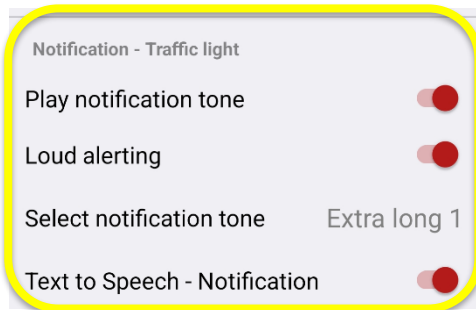 Notification - Traffic light
Play notification tone
Loud alerting
Select notification tone Extra long 1
Text to Speech - Notification